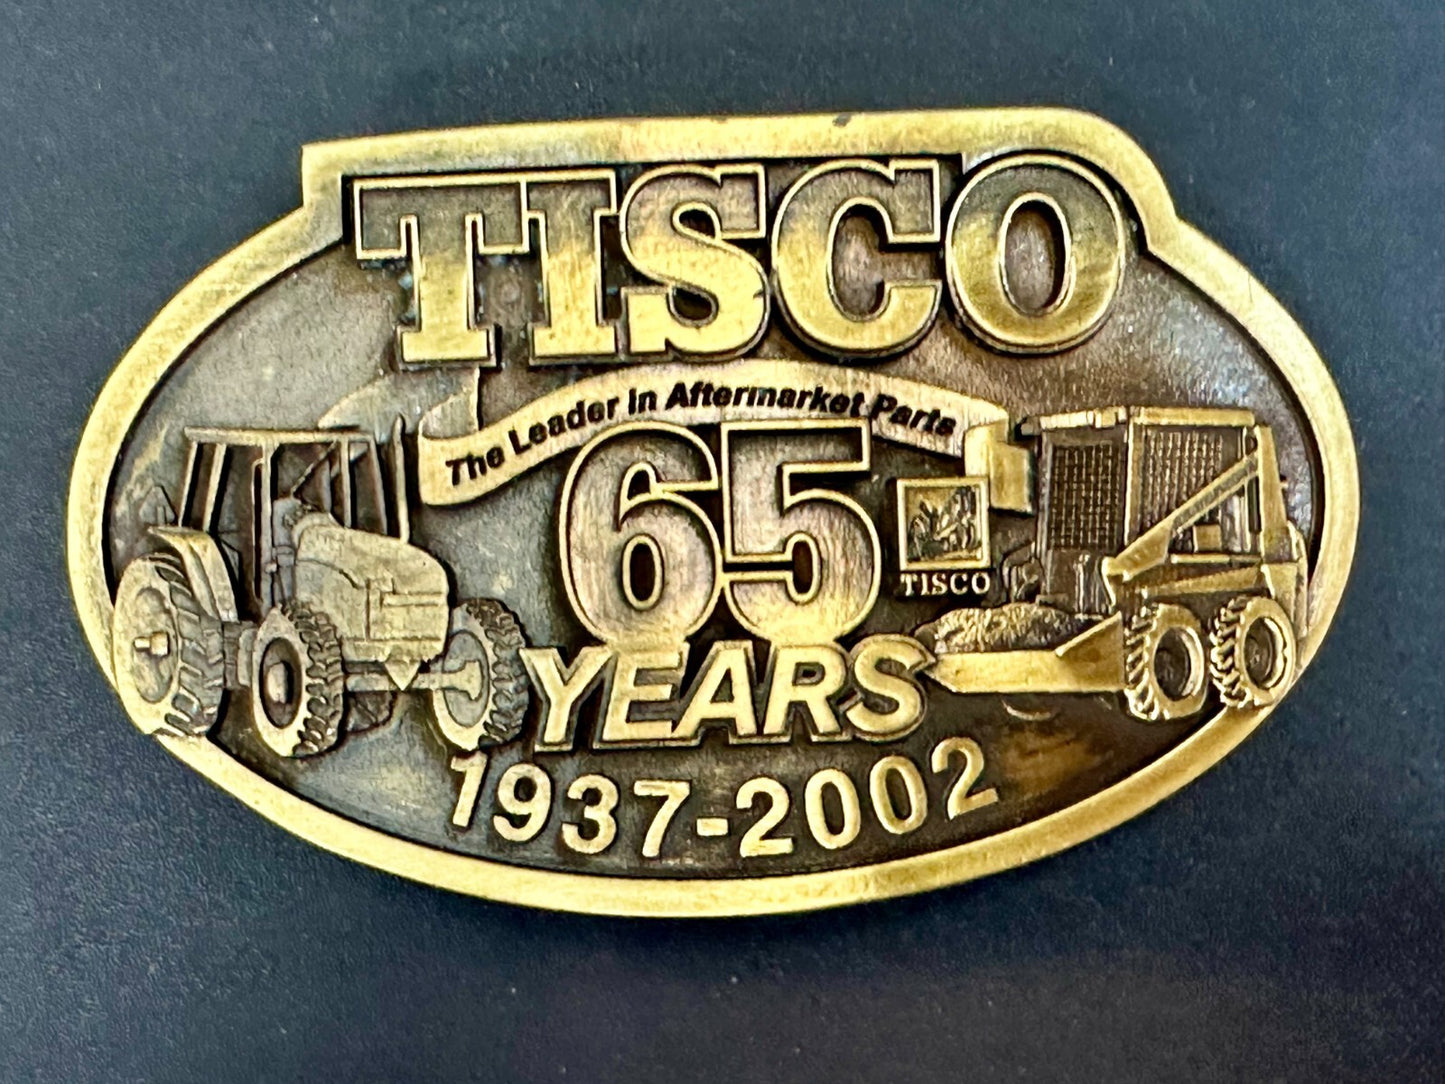 TISCO
The Leader in Aftermarket Parts
65
TISCO
YEARS
1937-2002